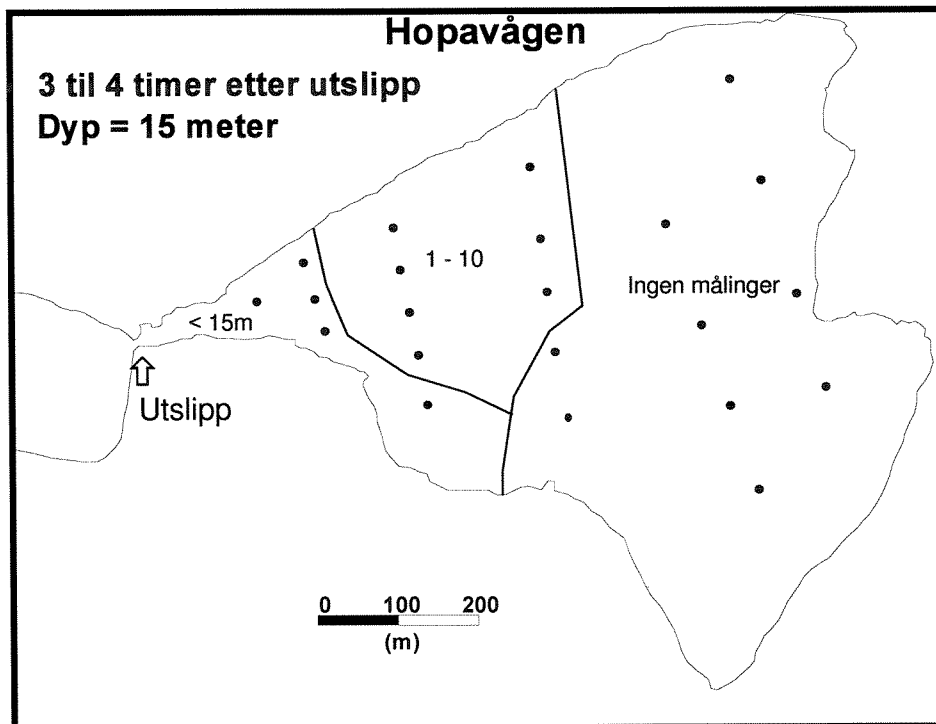 Hopavågen
3 til 4 timer etter utslipp
Dyp = 15 meter
1 - 10
Ingen målinger
< 15m
Utslipp
0 100 200
(m)